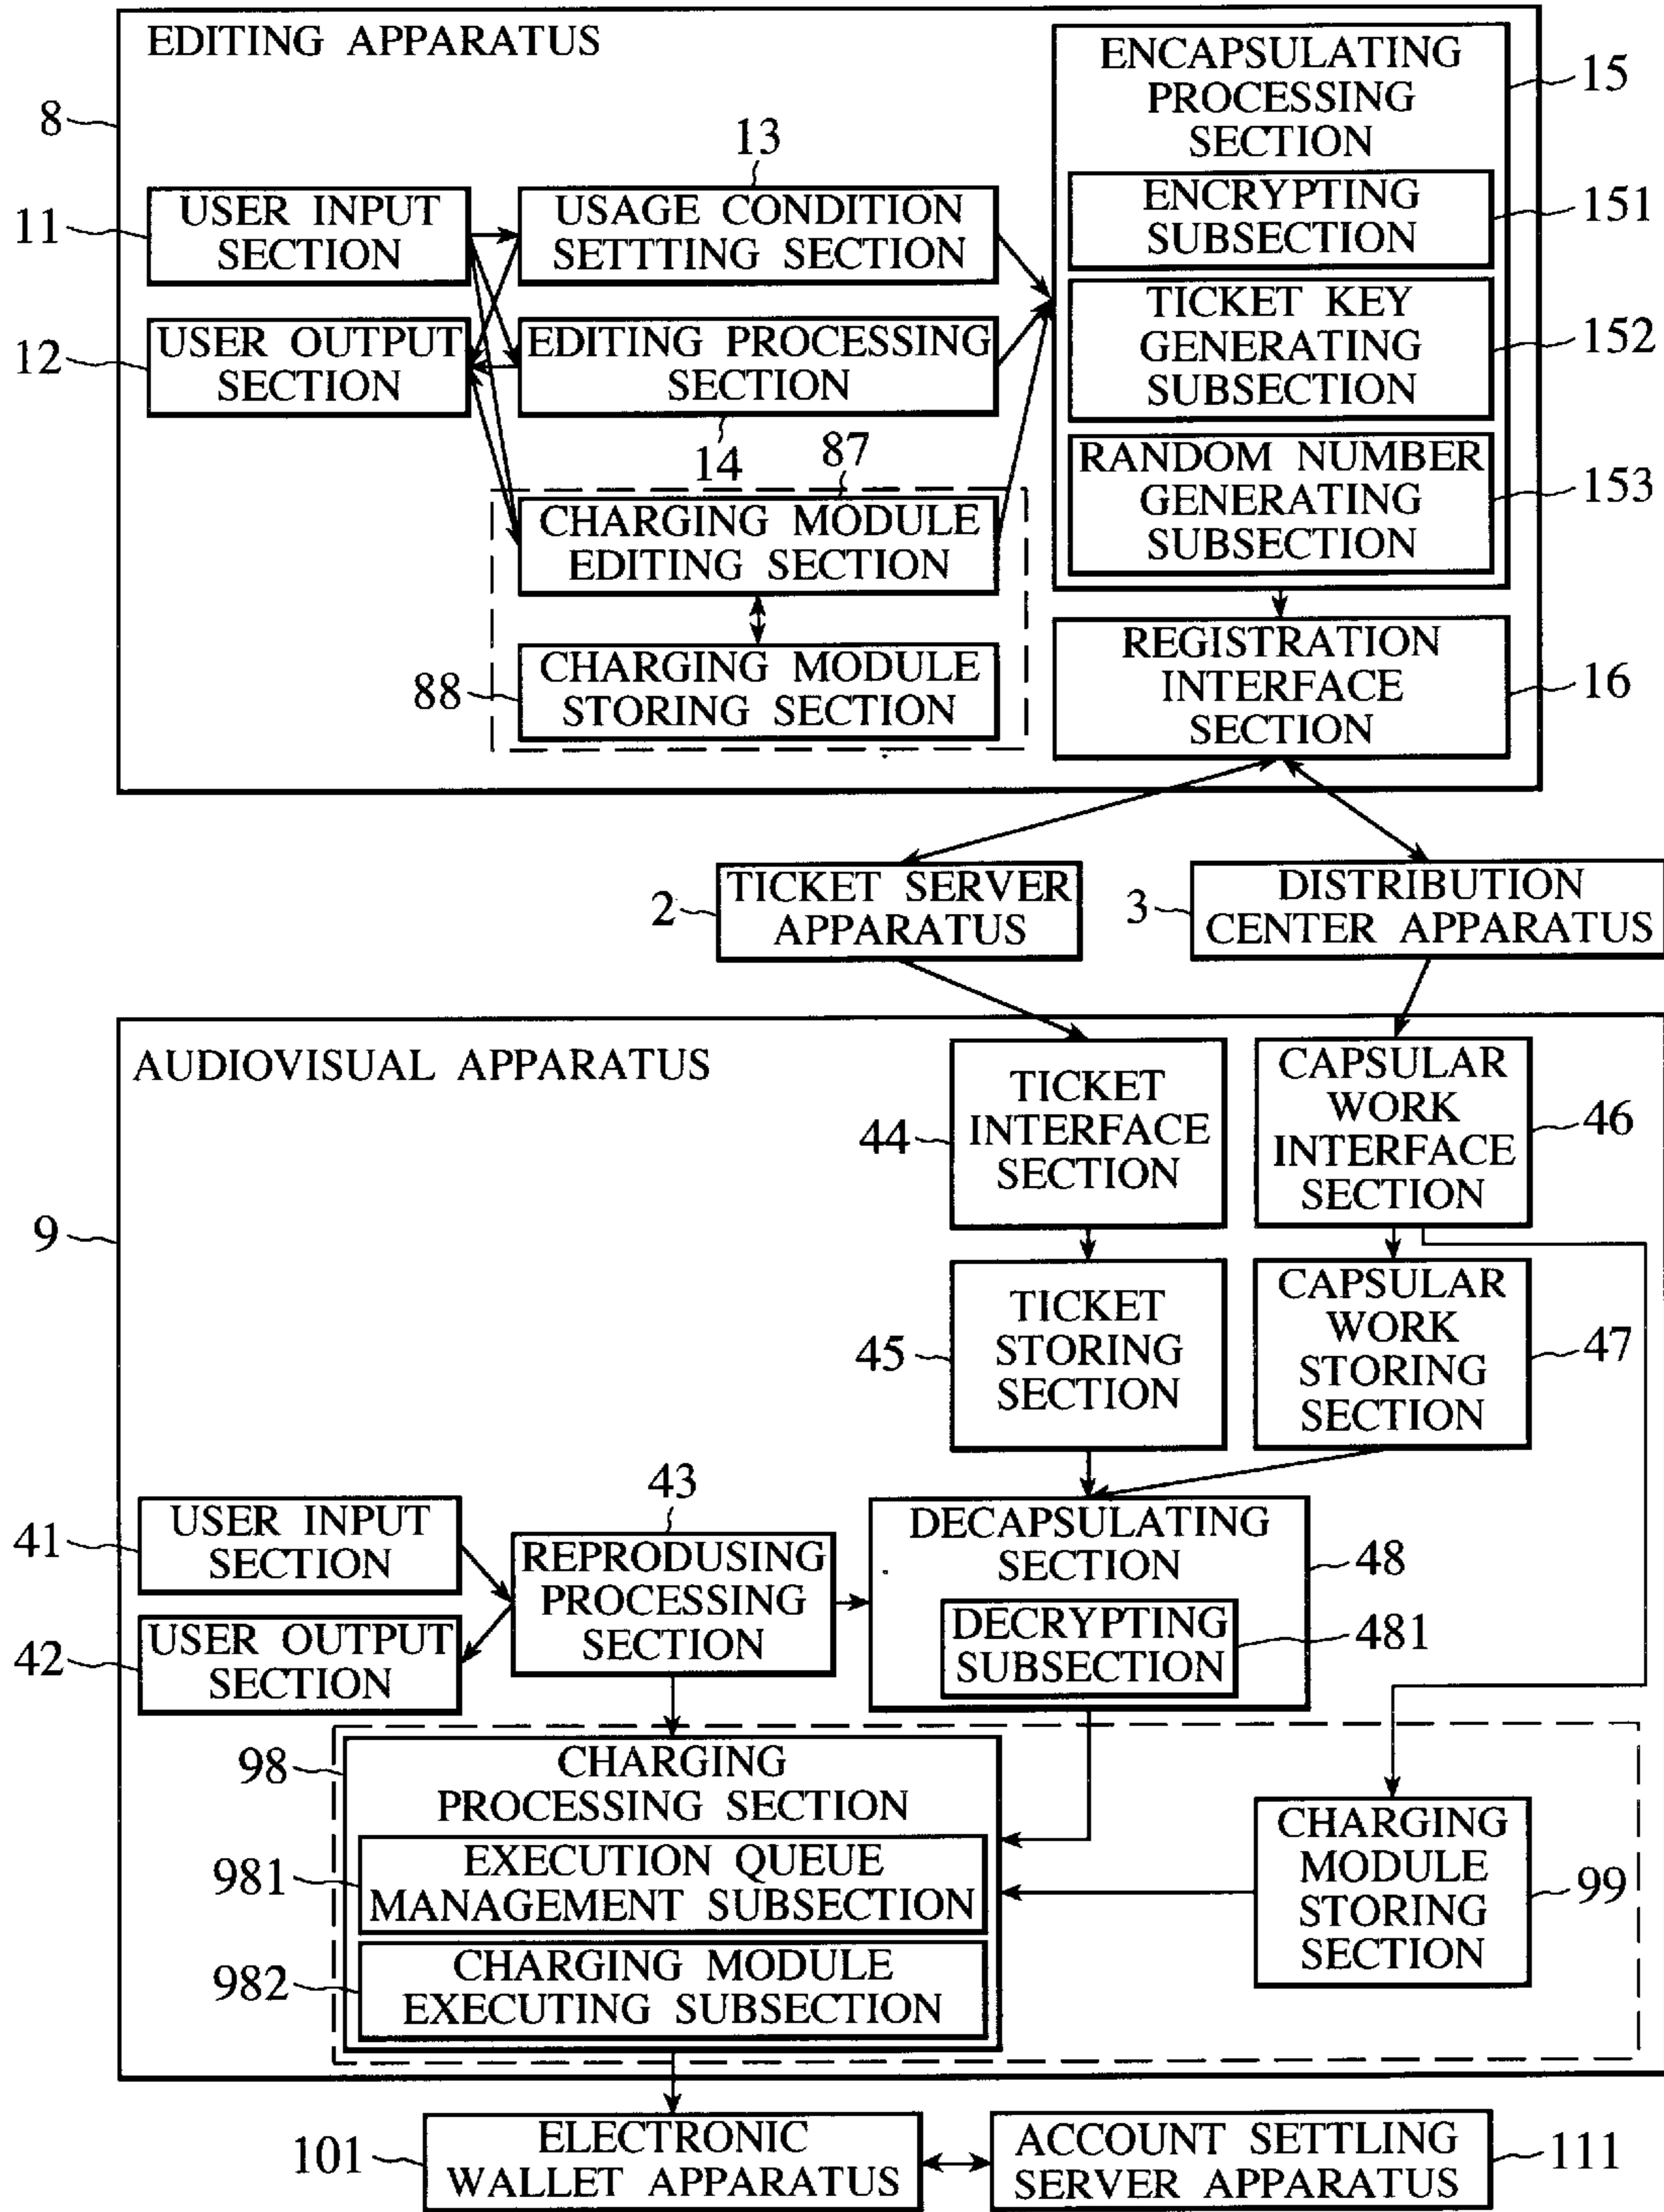 EDITING APPARATUS
8
ENCAPSULATING
PROCESSING
SECTION
15
13
11
USER INPUT
SECTION
USAGE CONDITION
SETTTING SECTION
ENCRYPTING
SUBSECTION
151
12
USER OUTPUT
SECTION
EDITING PROCESSING
SECTION
14
TICKET KEY
GENERATING
SUBSECTION
152
87
CHARGING MODULE
EDITING SECTION
RANDOM NUMBER
GENERATING
SUBSECTION
153
88
CHARGING MODULE
STORING SECTION
REGISTRATION
INTERFACE
SECTION
16
2
TICKET SERVER
APPARATUS
3
DISTRIBUTION
CENTER APPARATUS
AUDIOVISUAL APPARATUS
9
44
TICKET
INTERFACE
SECTION
CAPSULAR
WORK
INTERFACE
SECTION
46
45
TICKET
STORING
SECTION
CAPSULAR
WORK
STORING
SECTION
47
41
USER INPUT
SECTION
42
USER OUTPUT
SECTION
43
REPRODUSING
PROCESSING
SECTION
DECAPSULATING
SECTION
48
DECRYPTING
SUBSECTION
481
98
CHARGING
PROCESSING SECTION
981
EXECUTION QUEUE
MANAGEMENT SUBSECTION
982
CHARGING MODULE
EXECUTING SUBSECTION
CHARGING
MODULE
STORING
SECTION
99
101
ELECTRONIC
WALLET APPARATUS
ACCOUNT SETTLING
SERVER APPARATUS
111